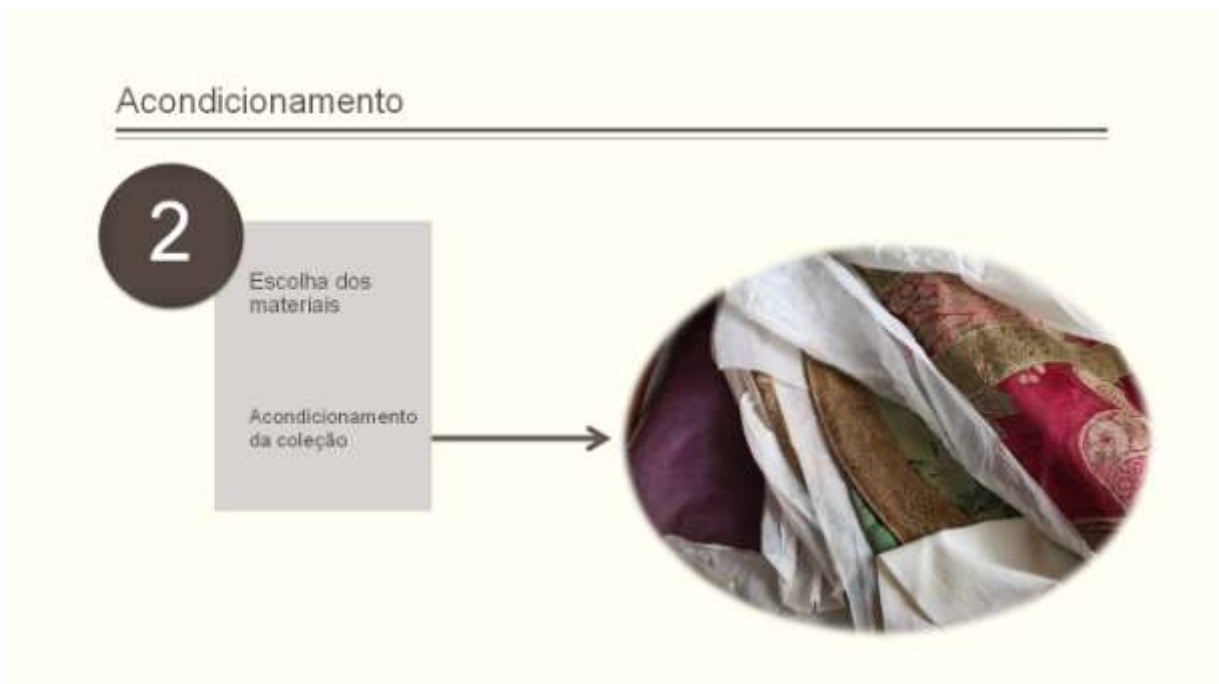 Acondicionamento
2
Escolha dos
materiais
Acondicionamento
da coleção